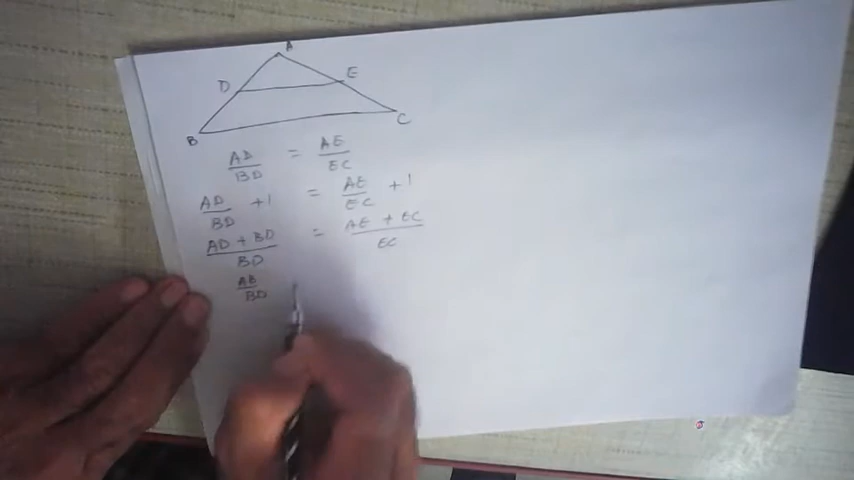 A
D E
B C
AD/BD = AE/EC
AD/BD + 1 = AE/EC + 1
AD + BD/BD = AE + EC/EC
AB/BD